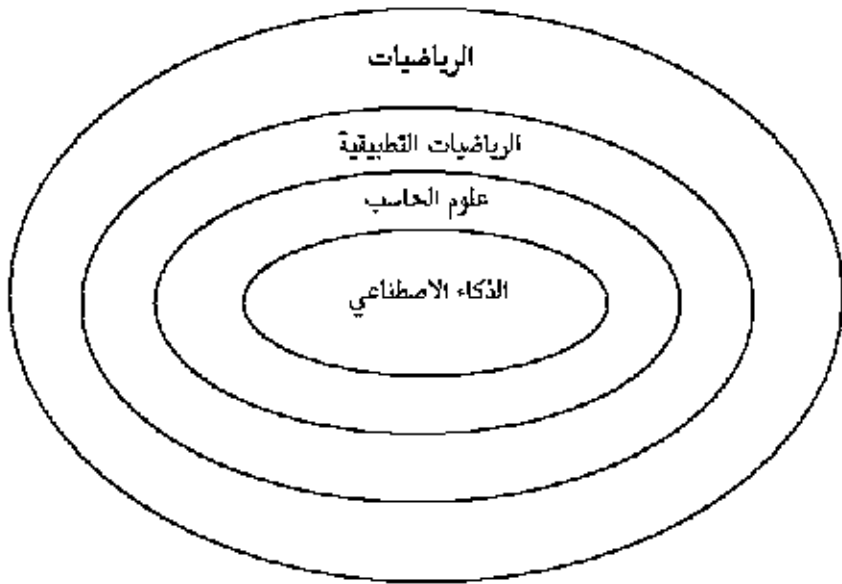 الرياضيات
الرياضيات التطبيقية
علوم الحاسب
الذكاء الاصطناعي